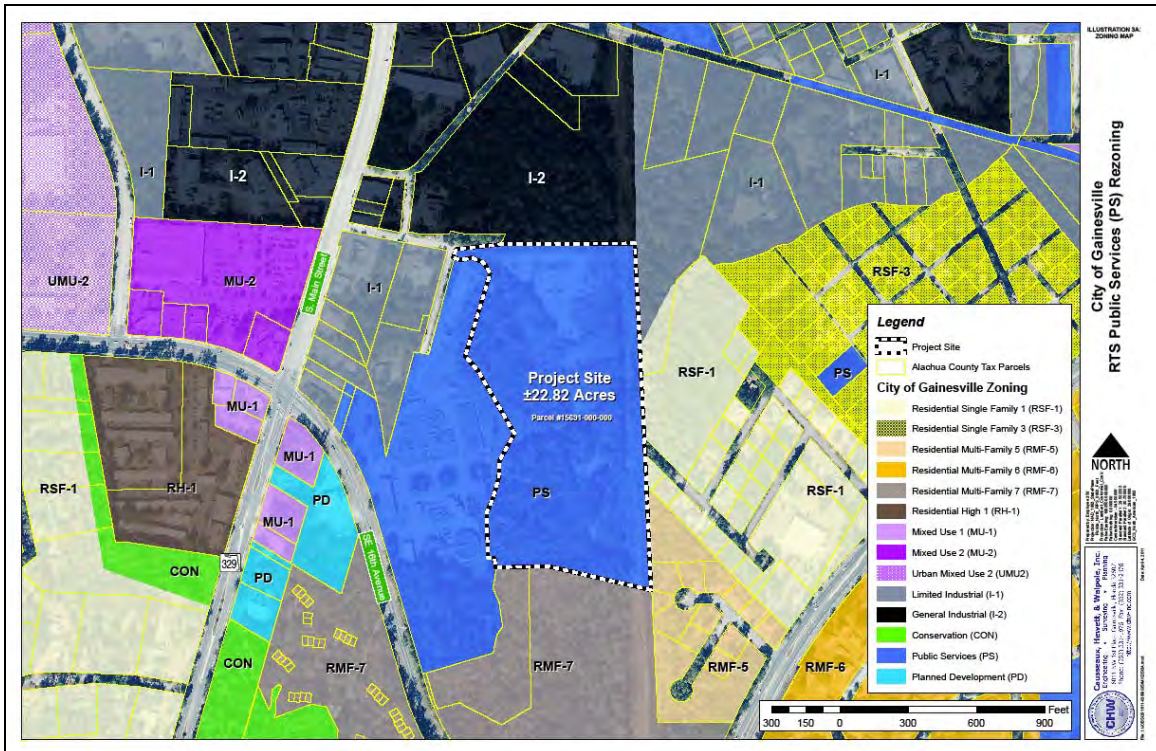 ILLUSTRATION 3A:
ZONING MAP
City of Gainesville
RTS Public Services (PS) Rezoning
I-1
I-1
I-2
I-2
I-1
UMU-2
MU-2
S. Main Street
I-1
RSF-3
Project Site
±22.82 Acres
Parcel #15691-000-000
RSF-1
PS
MU-1
MU-1
RSF-1
RH-1
PD
MU-1
PS
RSF-1
329
CON
PD
SE 16th Avenue
CON
RMF-7
RMF-7
RMF-5
RMF-6
Legend
Project Site
Alachua County Tax Parcels
City of Gainesville Zoning
Residential Single Family 1 (RSF-1)
Residential Single Family 3 (RSF-3)
Residential Multi-Family 5 (RMF-5)
Residential Multi-Family 6 (RMF-6)
Residential Multi-Family 7 (RMF-7)
Residential High 1 (RH-1)
Mixed Use 1 (MU-1)
Mixed Use 2 (MU-2)
Urban Mixed Use 2 (UMU2)
Limited Industrial (I-1)
General Industrial (I-2)
Conservation (CON)
Public Services (PS)
Planned Development (PD)
Feet
300 150 0 300 600 900
NORTH
Causseaux, Hewett, & Walpole, Inc.
Engineering • Surveying • Planning
CHW